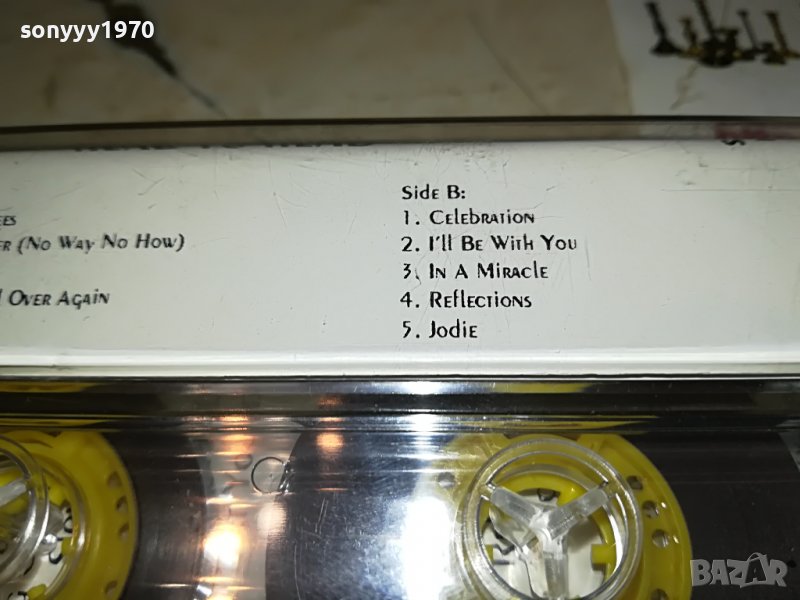 sonyyy1970
Side B:
1. Celebration
2. I'll Be With You
(No Way No How)
3. In A Miracle
Over Again
4. Reflections
5. Jodie
BAZAR